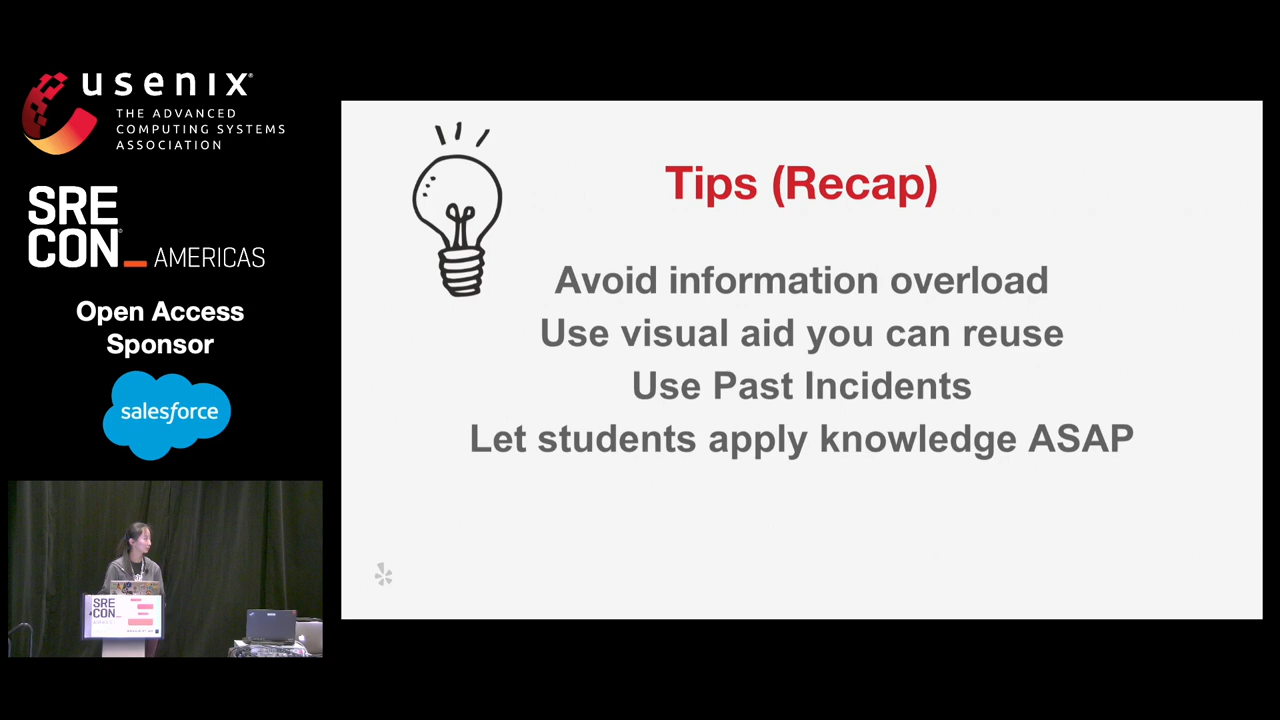 usenix®
THE ADVANCED
COMPUTING SYSTEMS
ASSOCIATION
SRE
CON
AMERICAS
Open Access
Sponsor
salesforce
Tips (Recap)
Avoid information overload
Use visual aid you can reuse
Use Past Incidents
Let students apply knowledge ASAP
SRE
CON